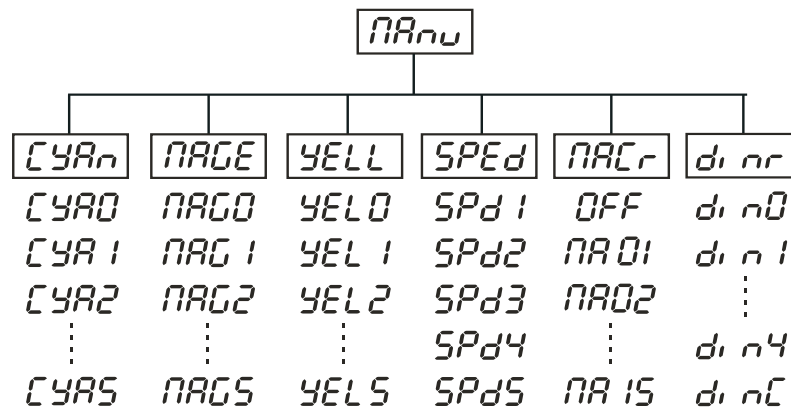 MAnu
CYAn MAGE YELL SPEd MACr dinr
CYA0 MAG0 YEL0 SPd1 OFF din0
CYA1 MAG1 YEL1 SPd2 MA01 din1
CYA2 MAG2 YEL2 SPd3 MA02
SPd4 din4
CYA5 MAG5 YEL5 SPd5 MA15 dinC